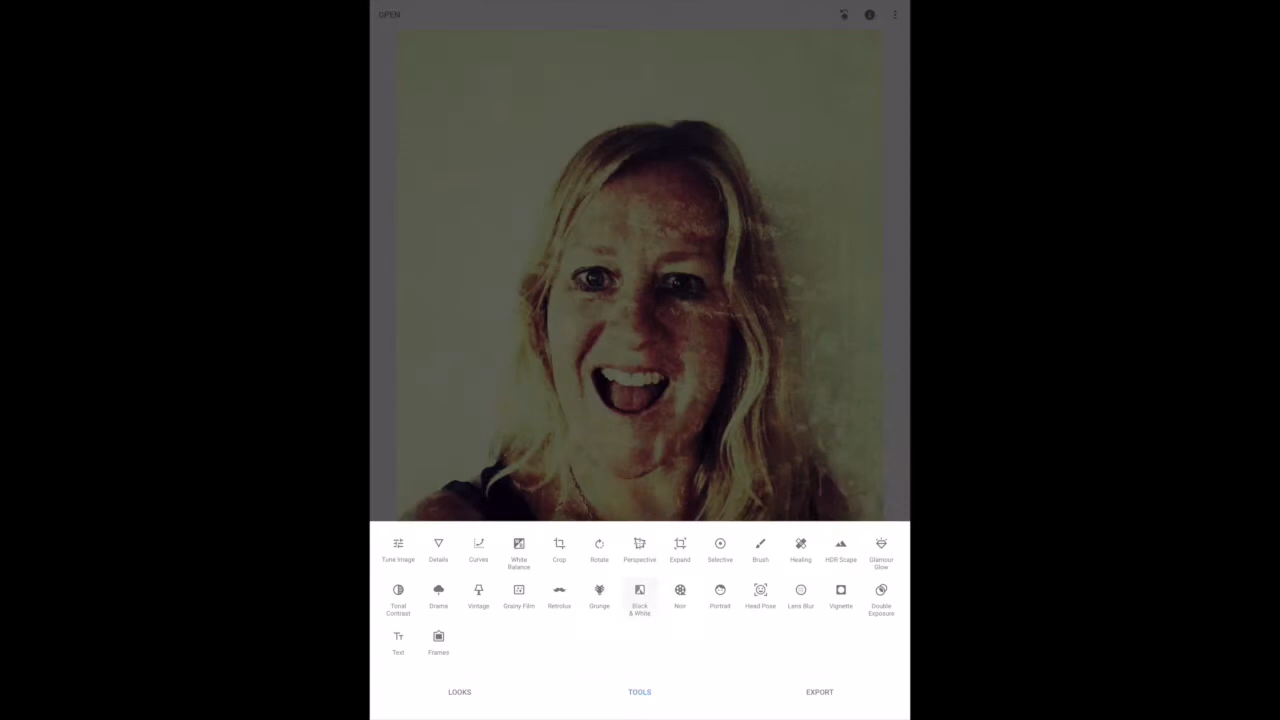 OPEN
Tune Image Details Curves White Balance Crop Rotate Perspective Expand Selective Brush Healing HDR Scape Glamour Glow
Tonal Contrast Drama Vintage Grainy Film Retrolux Grunge Black & White Noir Portrait Head Pose Lens Blur Vignette Double Exposure
Text Frames
LOOKS TOOLS EXPORT